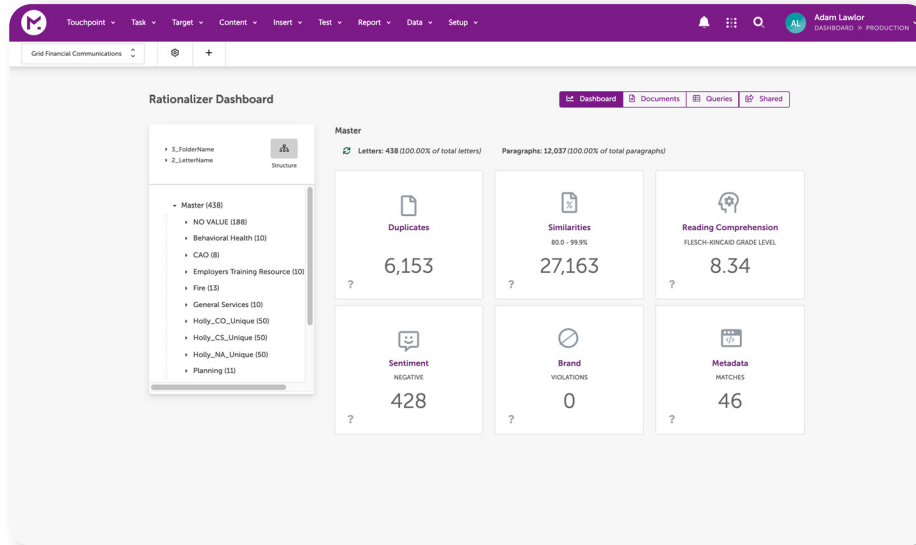 Touchpoint Task Target Content Insert Test Report Data Setup
AL
Adam Lawlor
DASHBOARD » PRODUCTION
Grid Financial Communications
+
Rationalizer Dashboard
Dashboard Documents Queries Shared
3_FolderName
2_LetterName
Structure
Master (438)
NO VALUE (188)
Behavioral Health (10)
CAO (8)
Employers Training Resource (10)
Fire (13)
General Services (10)
Holly_CO_Unique (50)
Holly_CS_Unique (50)
Holly_NA_Unique (50)
Planning (11)
Master
Letters: 438 (100.00% of total letters) Paragraphs: 12,037 (100.00% of total paragraphs)
Duplicates
6,153
?
%
Similarities
80.0 - 99.9%
27,163
?
Reading Comprehension
FLESCH-KINCAID GRADE LEVEL
8.34
?
Sentiment
NEGATIVE
428
?
Brand
VIOLATIONS
0
?
</>
Metadata
MATCHES
46
?